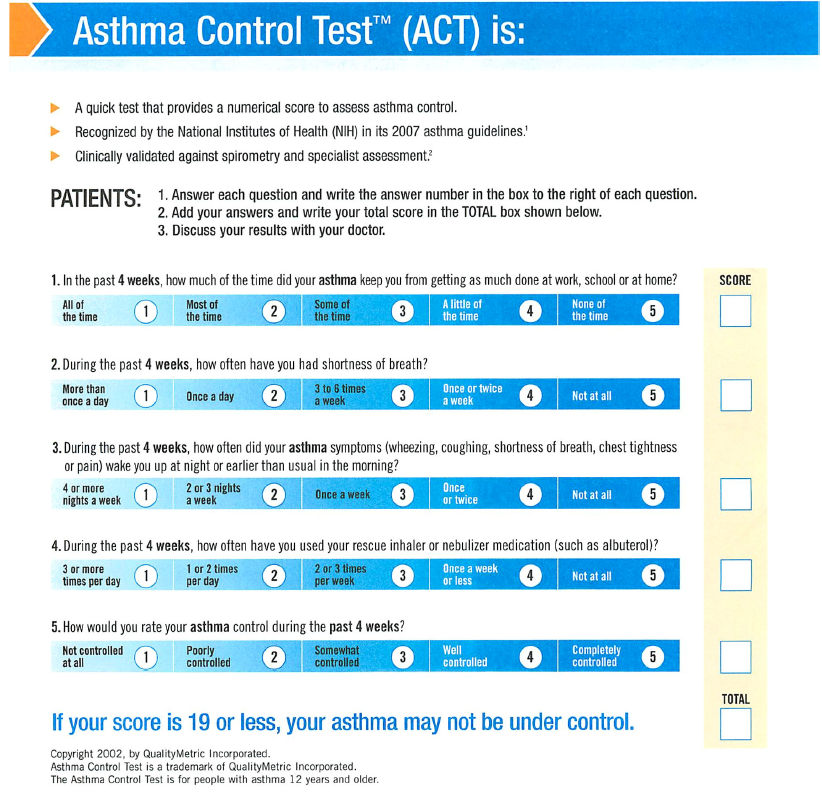 Asthma Control Test™ (ACT) is:
A quick test that provides a numerical score to assess asthma control.
Recognized by the National Institutes of Health (NIH) in its 2007 asthma guidelines.¹
Clinically validated against spirometry and specialist assessment.²
PATIENTS:
1. Answer each question and write the answer number in the box to the right of each question.
2. Add your answers and write your total score in the TOTAL box shown below.
3. Discuss your results with your doctor.
1. In the past 4 weeks, how much of the time did your asthma keep you from getting as much done at work, school or at home?
SCORE
All of the time 1 Most of the time 2 Some of the time 3 A little of the time 4 None of the time 5
2. During the past 4 weeks, how often have you had shortness of breath?
More than once a day 1 Once a day 2 3 to 6 times a week 3 Once or twice a week 4 Not at all 5
3. During the past 4 weeks, how often did your asthma symptoms (wheezing, coughing, shortness of breath, chest tightness
or pain) wake you up at night or earlier than usual in the morning?
4 or more nights a week 1 2 or 3 nights a week 2 Once a week 3 Once or twice 4 Not at all 5
4. During the past 4 weeks, how often have you used your rescue inhaler or nebulizer medication (such as albuterol)?
3 or more times per day 1 1 or 2 times per day 2 2 or 3 times per week 3 Once a week or less 4 Not at all 5
5. How would you rate your asthma control during the past 4 weeks?
Not controlled at all 1 Poorly controlled 2 Somewhat controlled 3 Well controlled 4 Completely controlled 5
TOTAL
If your score is 19 or less, your asthma may not be under control.
Copyright 2002, by QualityMetric Incorporated.
Asthma Control Test is a trademark of QualityMetric Incorporated.
The Asthma Control Test is for people with asthma 12 years and older.